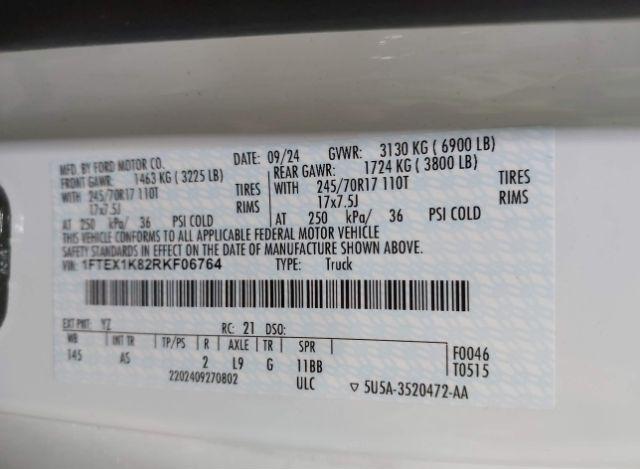 MFD. BY FORD MOTOR CO. DATE: 09/24 GVWR: 3130 KG ( 6900 LB)
FRONT GAWR: 1463 KG ( 3225 LB) REAR GAWR: 1724 KG ( 3800 LB)
WITH 245/70R17 110T TIRES WITH 245/70R17 110T TIRES
17x7.5J RIMS 17x7.5J RIMS
AT 250 kPa/ 36 PSI COLD AT 250 kPa/ 36 PSI COLD
THIS VEHICLE CONFORMS TO ALL APPLICABLE FEDERAL MOTOR VEHICLE
SAFETY STANDARDS IN EFFECT ON THE DATE OF MANUFACTURE SHOWN ABOVE.
VIN: 1FTEX1K82RKF06764 TYPE: Truck
EXT PNT: YZ RC: 21 DSO:
WB INT TR TP/PS R AXLE TR SPR F0046
145 AS 2 L9 G 11BB T0515
2202409270802 ULC ▽ 5U5A-3520472-AA